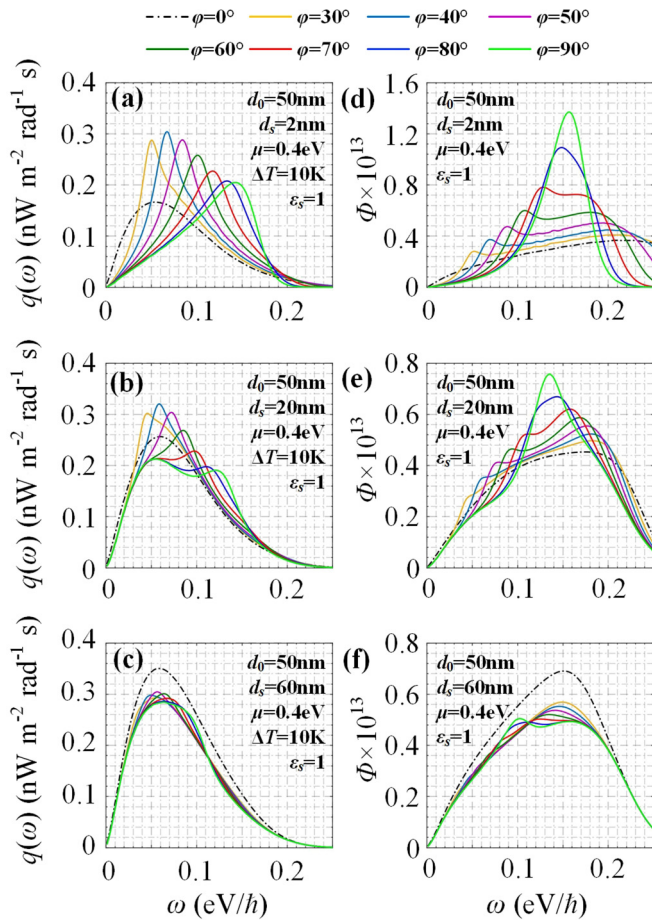 φ=0° φ=30° φ=40° φ=50°
φ=60° φ=70° φ=80° φ=90°
(a)
d₀=50nm
dₛ=2nm
μ=0.4eV
ΔT=10K
εₛ=1
q(ω) (nW m⁻² rad⁻¹ s)
0.4
0.3
0.2
0.1
0
0 0.1 0.2
(d)
d₀=50nm
dₛ=2nm
μ=0.4eV
εₛ=1
Φ×10¹³
1.6
1.2
0.8
0.4
0
0 0.1 0.2
(b)
d₀=50nm
dₛ=20nm
μ=0.4eV
ΔT=10K
εₛ=1
q(ω) (nW m⁻² rad⁻¹ s)
0.4
0.3
0.2
0.1
0
0 0.1 0.2
(e)
d₀=50nm
dₛ=20nm
μ=0.4eV
εₛ=1
Φ×10¹³
0.8
0.6
0.4
0.2
0
0 0.1 0.2
(c)
d₀=50nm
dₛ=60nm
μ=0.4eV
ΔT=10K
εₛ=1
q(ω) (nW m⁻² rad⁻¹ s)
0.4
0.3
0.2
0.1
0
0 0.1 0.2
ω (eV/ħ)
(f)
d₀=50nm
dₛ=60nm
μ=0.4eV
εₛ=1
Φ×10¹³
0.8
0.6
0.4
0.2
0
0 0.1 0.2
ω (eV/ħ)